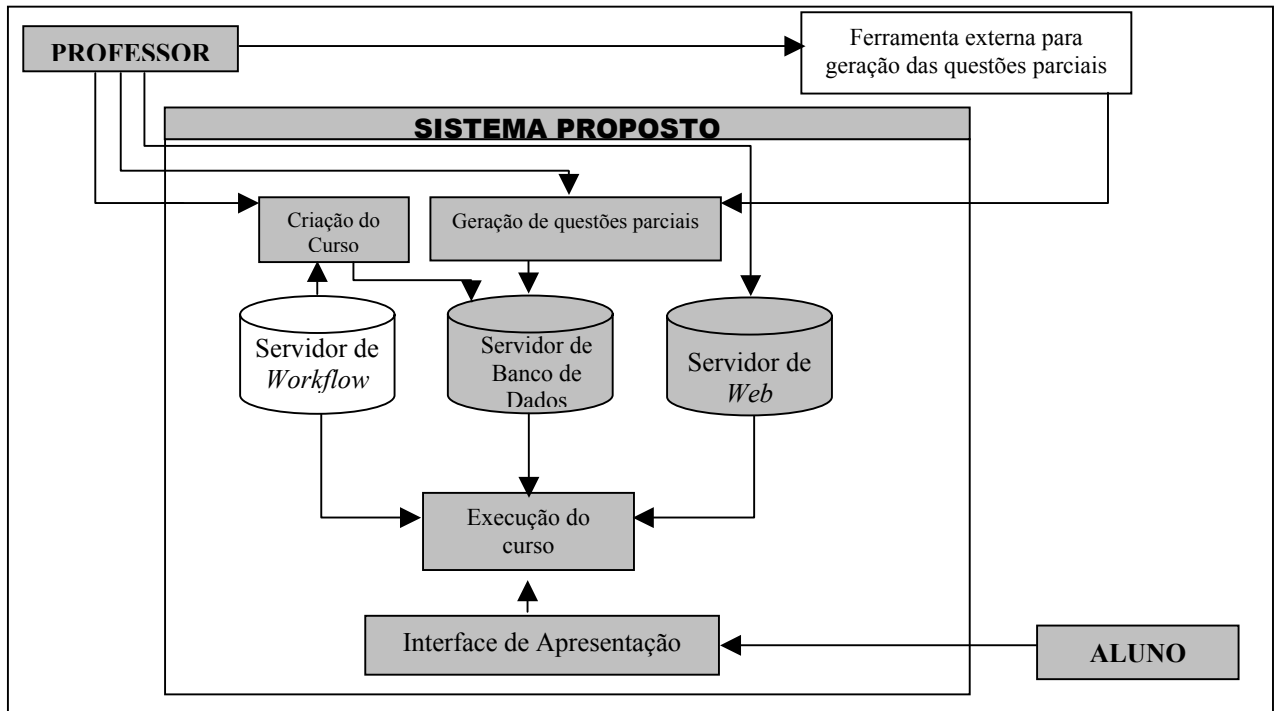 PROFESSOR
Ferramenta externa para
geração das questões parciais
SISTEMA PROPOSTO
Criação do
Curso
Geração de questões parciais
Servidor de
Workflow
Servidor de
Banco de
Dados
Servidor de
Web
Execução do
curso
Interface de Apresentação
ALUNO